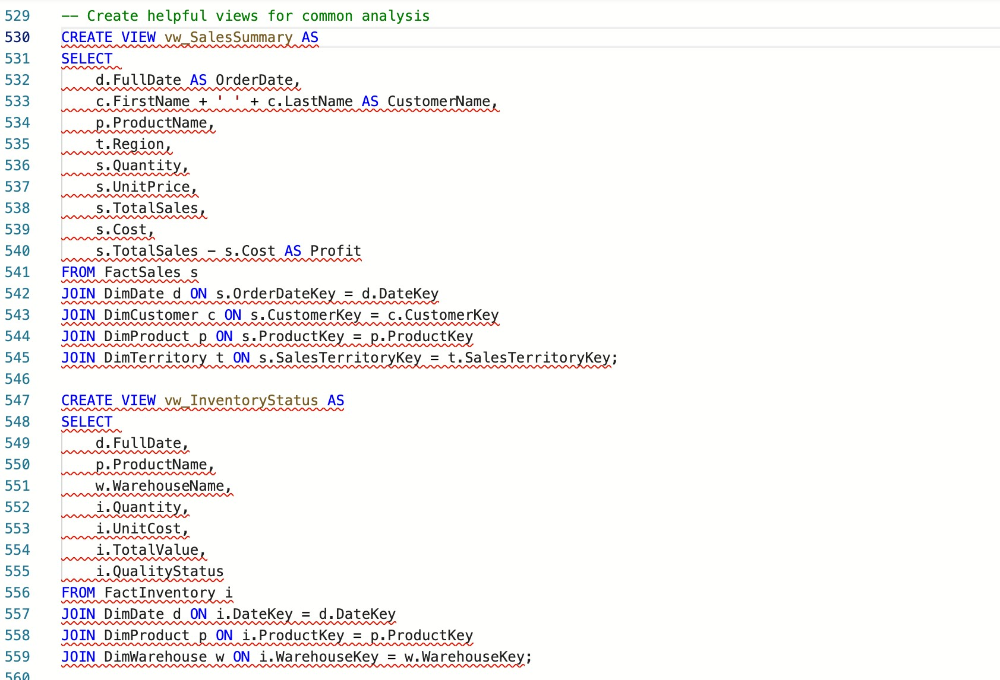 529 -- Create helpful views for common analysis
530 CREATE VIEW vw_SalesSummary AS
531 SELECT
532     d.FullDate AS OrderDate,
533     c.FirstName + ' ' + c.LastName AS CustomerName,
534     p.ProductName,
535     t.Region,
536     s.Quantity,
537     s.UnitPrice,
538     s.TotalSales,
539     s.Cost,
540     s.TotalSales - s.Cost AS Profit
541 FROM FactSales s
542 JOIN DimDate d ON s.OrderDateKey = d.DateKey
543 JOIN DimCustomer c ON s.CustomerKey = c.CustomerKey
544 JOIN DimProduct p ON s.ProductKey = p.ProductKey
545 JOIN DimTerritory t ON s.SalesTerritoryKey = t.SalesTerritoryKey;
546
547 CREATE VIEW vw_InventoryStatus AS
548 SELECT
549     d.FullDate,
550     p.ProductName,
551     w.WarehouseName,
552     i.Quantity,
553     i.UnitCost,
554     i.TotalValue,
555     i.QualityStatus
556 FROM FactInventory i
557 JOIN DimDate d ON i.DateKey = d.DateKey
558 JOIN DimProduct p ON i.ProductKey = p.ProductKey
559 JOIN DimWarehouse w ON i.WarehouseKey = w.WarehouseKey;
560